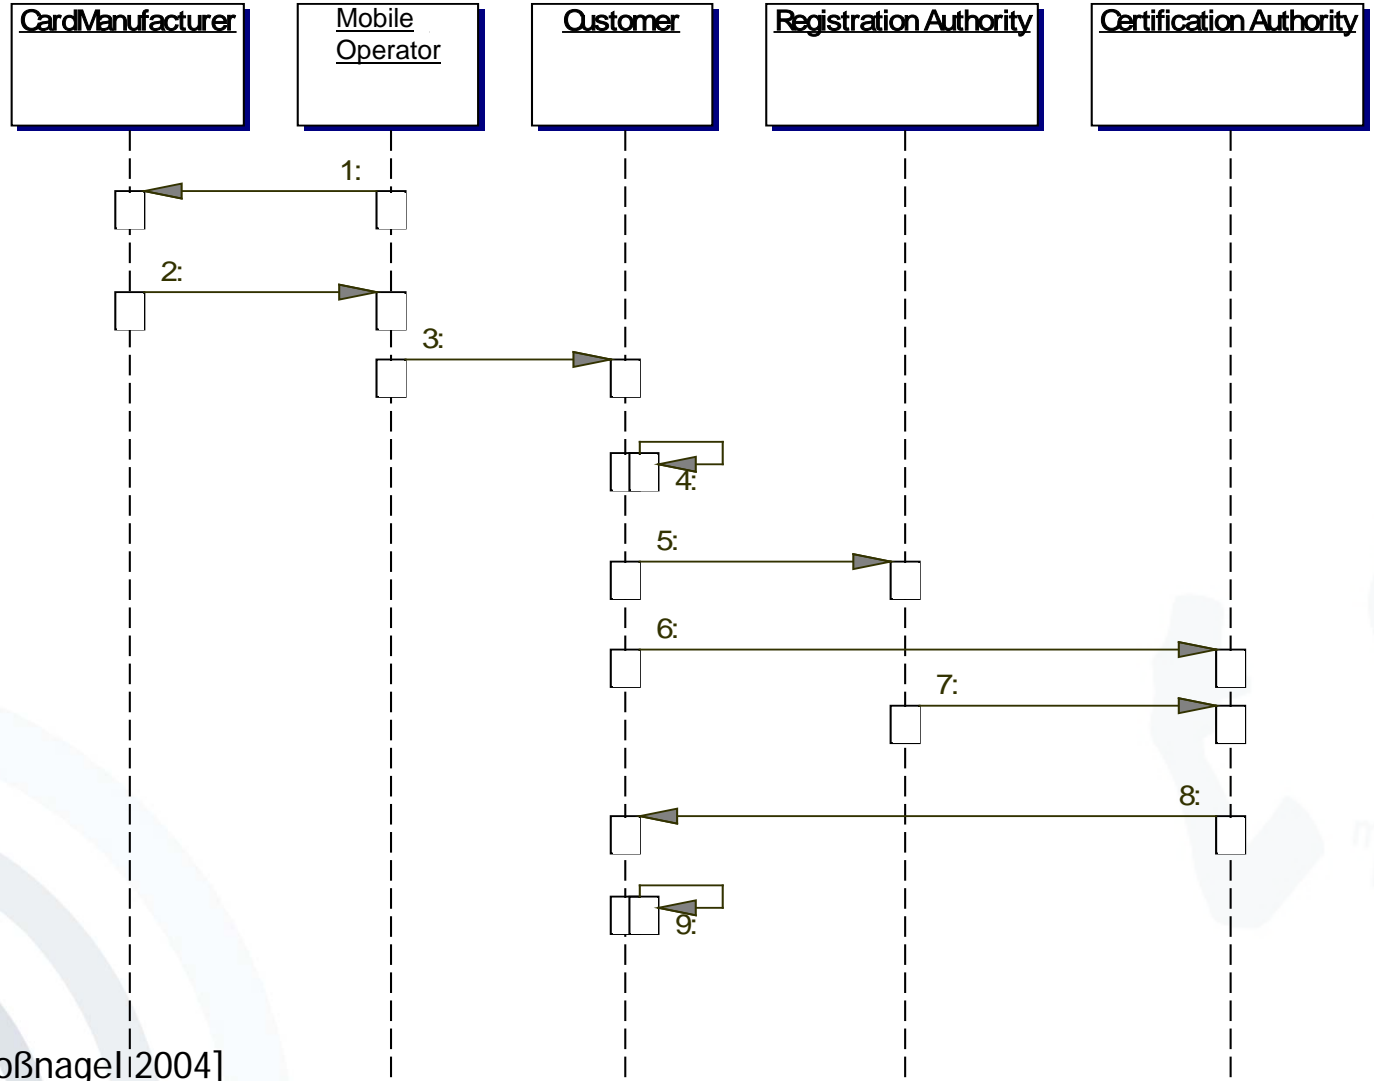 CardManufacturer
Mobile
Operator
Customer
Registration Authority
Certification Authority
1:
2:
3:
4:
5:
6:
7:
8:
9:
oßnagel 2004]